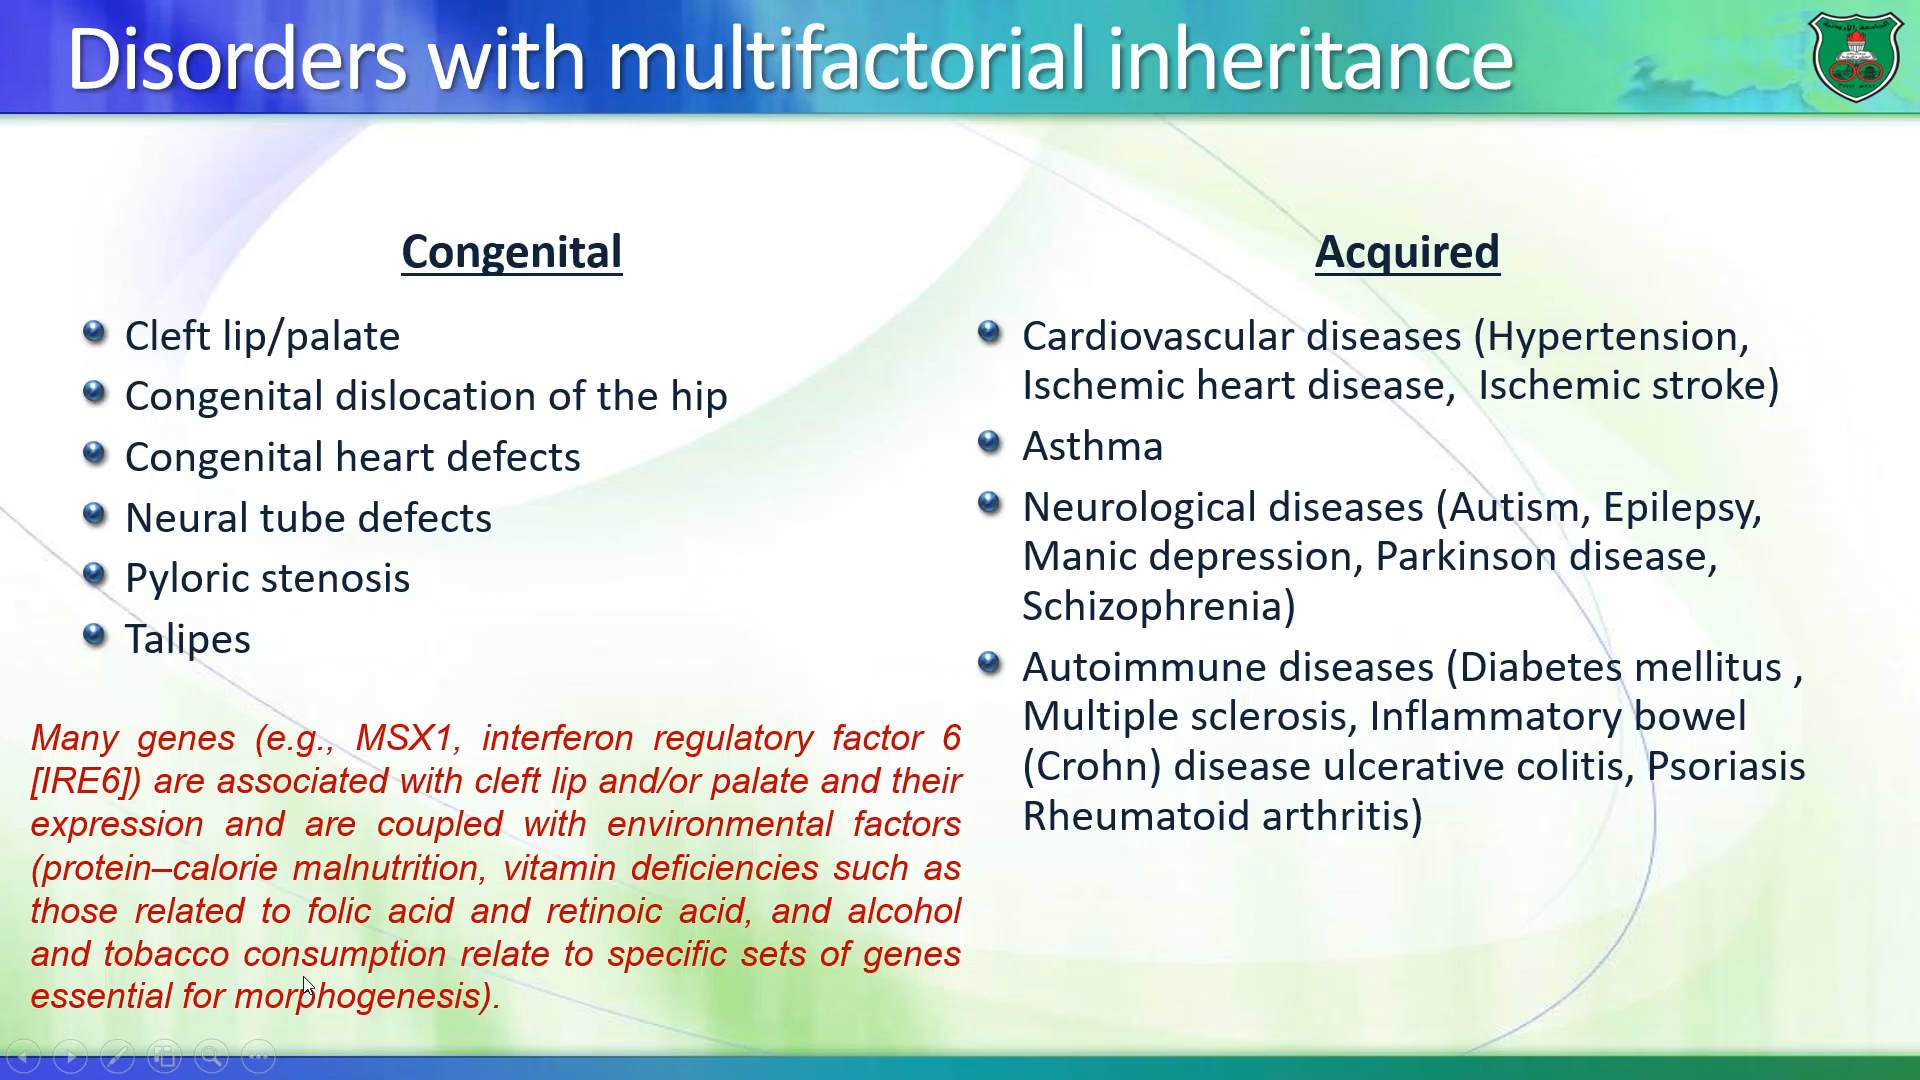 Disorders with multifactorial inheritance
Congenital
Cleft lip/palate
Congenital dislocation of the hip
Congenital heart defects
Neural tube defects
Pyloric stenosis
Talipes
Many genes (e.g., MSX1, interferon regulatory factor 6
[IRE6]) are associated with cleft lip and/or palate and their
expression and are coupled with environmental factors
(protein–calorie malnutrition, vitamin deficiencies such as
those related to folic acid and retinoic acid, and alcohol
and tobacco consumption relate to specific sets of genes
essential for morphogenesis).
Acquired
Cardiovascular diseases (Hypertension,
Ischemic heart disease, Ischemic stroke)
Asthma
Neurological diseases (Autism, Epilepsy,
Manic depression, Parkinson disease,
Schizophrenia)
Autoimmune diseases (Diabetes mellitus ,
Multiple sclerosis, Inflammatory bowel
(Crohn) disease ulcerative colitis, Psoriasis
Rheumatoid arthritis)